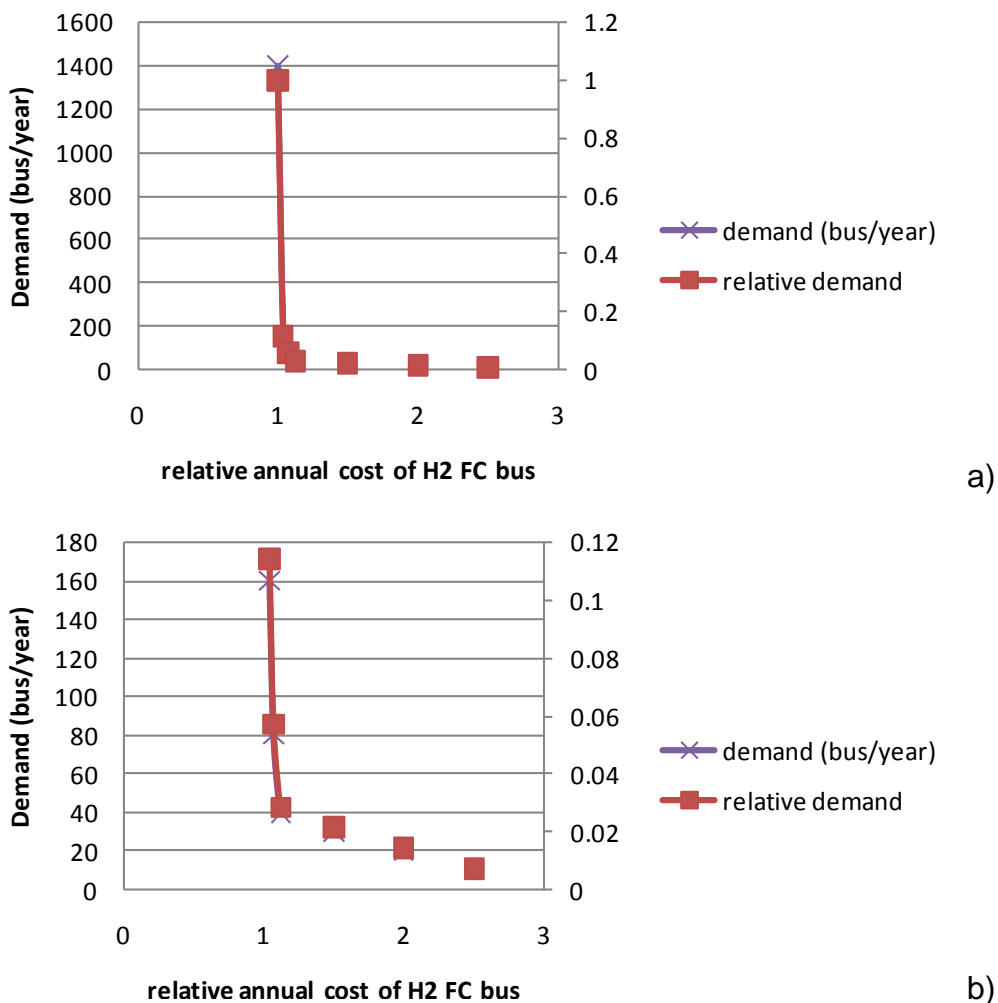 1600
1400
1200
1000
800
600
400
200
0
Demand (bus/year)
1.2
1
0.8
0.6
0.4
0.2
0
0 1 2 3
relative annual cost of H2 FC bus
demand (bus/year)
relative demand
a)
180
160
140
120
100
80
60
40
20
0
Demand (bus/year)
0.12
0.1
0.08
0.06
0.04
0.02
0
0 1 2 3
relative annual cost of H2 FC bus
demand (bus/year)
relative demand
b)